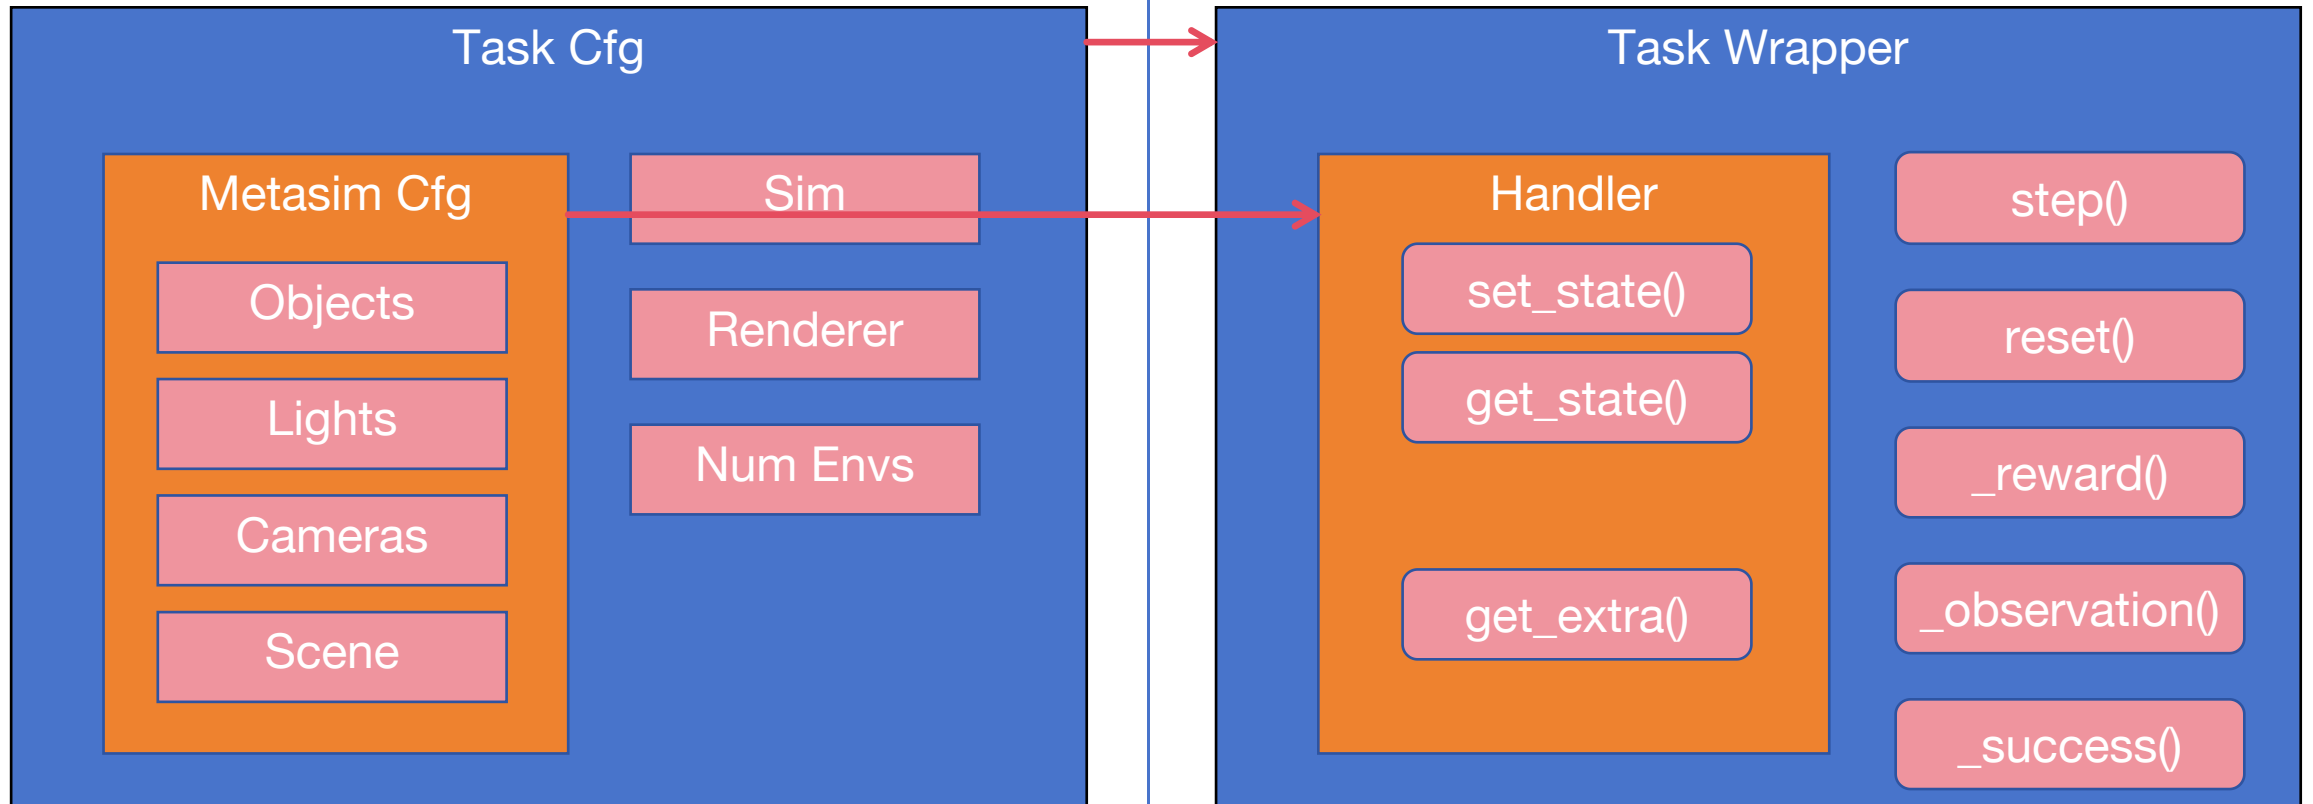 Task Cfg
Metasim Cfg
Objects
Lights
Cameras
Scene
Sim
Renderer
Num Envs
Task Wrapper
Handler
set_state()
get_state()
get_extra()
step()
reset()
_reward()
_observation()
_success()